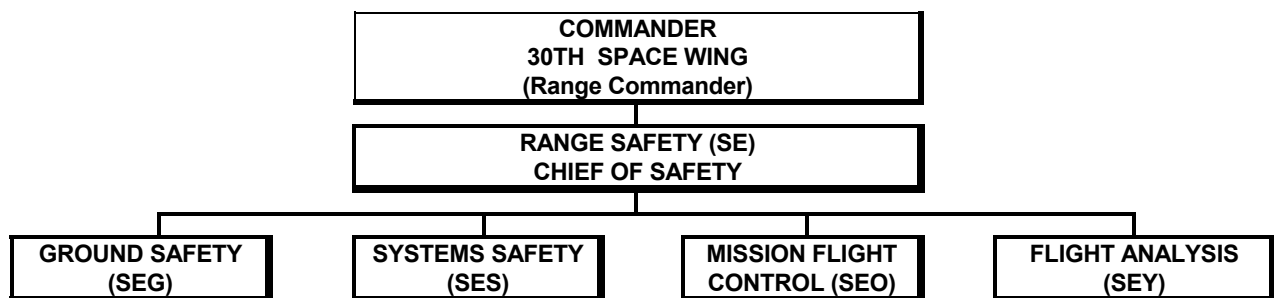 COMMANDER
30TH SPACE WING
(Range Commander)
RANGE SAFETY (SE)
CHIEF OF SAFETY
GROUND SAFETY
(SEG)
SYSTEMS SAFETY
(SES)
MISSION FLIGHT
CONTROL (SEO)
FLIGHT ANALYSIS
(SEY)